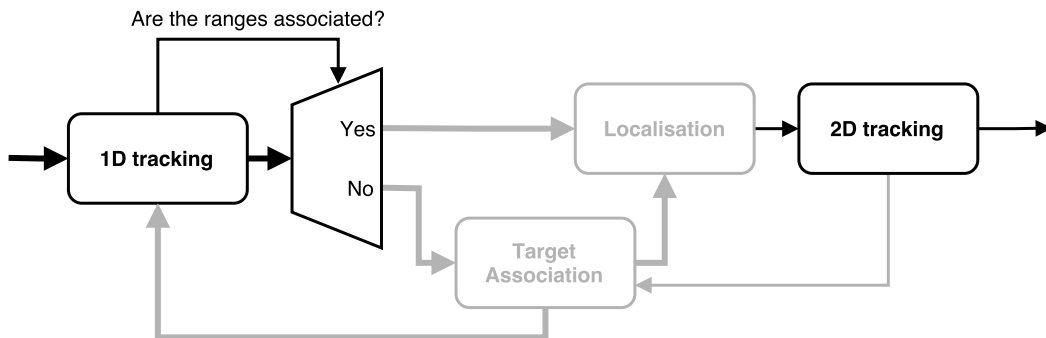 Are the ranges associated?
1D tracking
Yes
No
Localisation
2D tracking
Target
Association